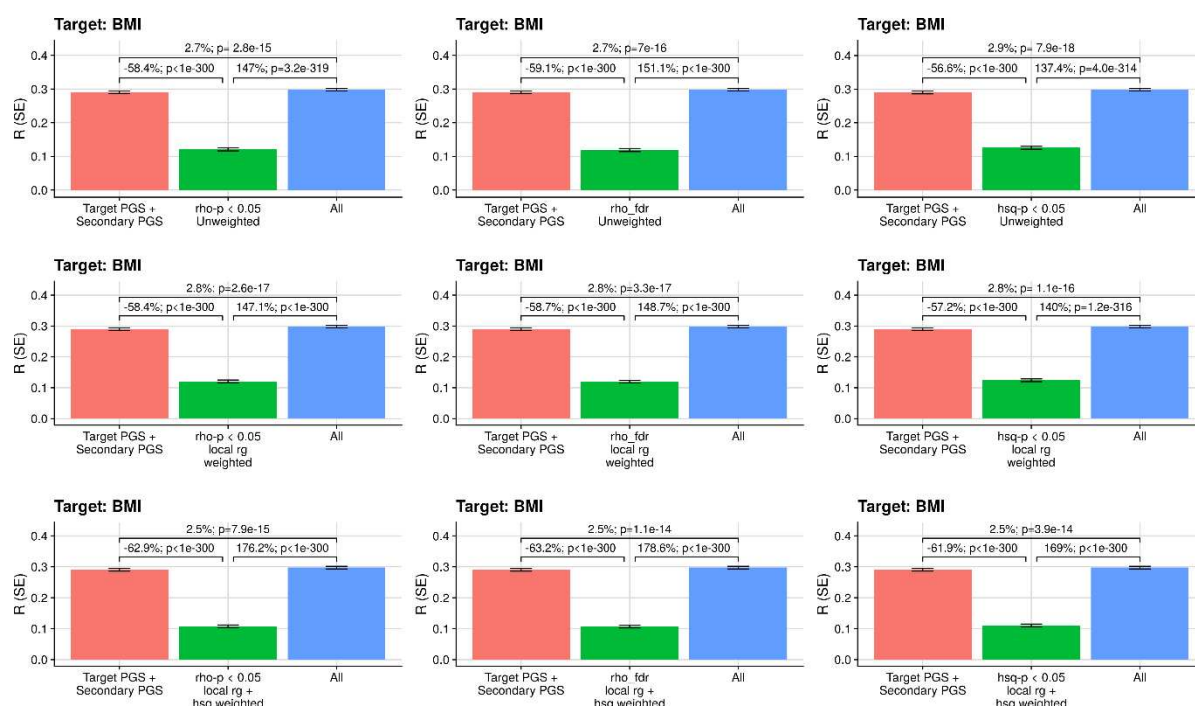 Target: BMI
2.7%; p= 2.8e-15
-58.4%; p<1e-300
147%; p=3.2e-319
R (SE)
0.4
0.3
0.2
0.1
0.0
Target PGS +
Secondary PGS
rho-p < 0.05
Unweighted
All
Target: BMI
2.7%; p=7e-16
-59.1%; p<1e-300
151.1%; p<1e-300
Target PGS +
Secondary PGS
rho_fdr
Unweighted
All
Target: BMI
2.9%; p= 7.9e-18
-56.6%; p<1e-300
137.4%; p=4.0e-314
R (SE)
0.4
0.3
0.2
0.1
0.0
Target PGS +
Secondary PGS
hsq-p < 0.05
Unweighted
All
Target: BMI
2.8%; p=2.6e-17
-58.4%; p<1e-300
147.1%; p<1e-300
R (SE)
0.4
0.3
0.2
0.1
0.0
Target PGS +
Secondary PGS
rho-p < 0.05
local rg
weighted
All
Target: BMI
2.8%; p=3.3e-17
-58.7%; p<1e-300
148.7%; p<1e-300
R (SE)
0.4
0.3
0.2
0.1
0.0
Target PGS +
Secondary PGS
rho_fdr
local rg
weighted
All
Target: BMI
2.8%; p= 1.1e-16
-57.2%; p<1e-300
140%; p=1.2e-316
R (SE)
0.4
0.3
0.2
0.1
0.0
Target PGS +
Secondary PGS
hsq-p < 0.05
local rg
weighted
All
Target: BMI
2.5%; p=7.9e-15
-62.9%; p<1e-300
176.2%; p<1e-300
R (SE)
0.4
0.3
0.2
0.1
0.0
Target PGS +
Secondary PGS
rho-p < 0.05
local rg +
hsq weighted
All
Target: BMI
2.5%; p=1.1e-14
-63.2%; p<1e-300
178.6%; p<1e-300
R (SE)
0.4
0.3
0.2
0.1
0.0
Target PGS +
Secondary PGS
rho_fdr
local rg +
hsq weighted
All
Target: BMI
2.5%; p=3.9e-14
-61.9%; p<1e-300
169%; p<1e-300
R (SE)
0.4
0.3
0.2
0.1
0.0
Target PGS +
Secondary PGS
hsq-p < 0.05
local rg +
hsq weighted
All